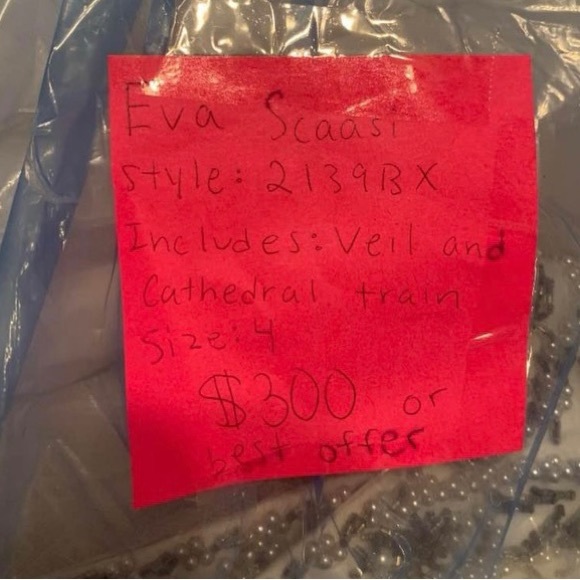 Eva Scaasi
style: 2139BX
Includes: Veil and
Cathedral train
Size: 4
$300 or
best offer